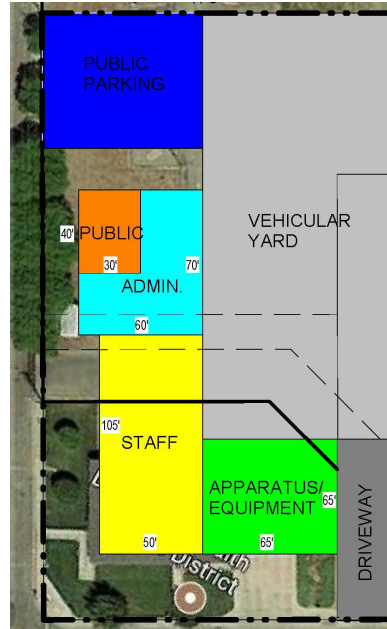 PUBLIC
PARKING
VEHICULAR
YARD
40'
PUBLIC
30'
70'
ADMIN.
60'
105'
STAFF
50'
APPARATUS/
EQUIPMENT
65'
65'
DRIVEWAY
District